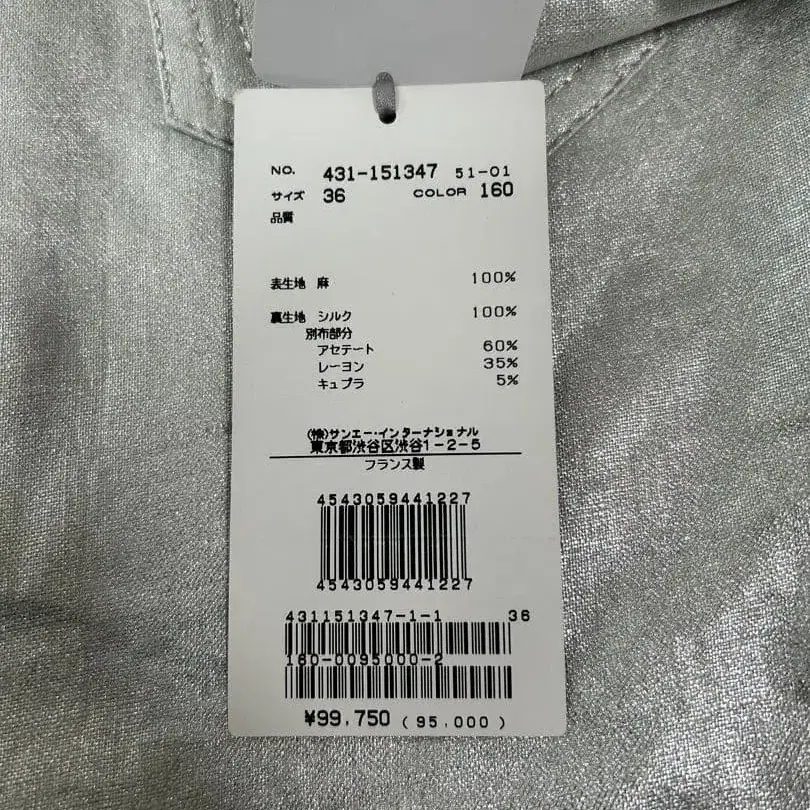 NO. 431-151347 51-01
サイズ 36 COLOR 160
品質
表生地 麻 100%
裏生地 シルク 100%
別布部分
アセテート 60%
レーヨン 35%
キュプラ 5%
(株)サンエー・インターナショナル
東京都渋谷区渋谷1-2-5
フランス製
4543059441227
4543059441227
431151347-1-1 36
160-0095000-2
¥99,750 (95,000)